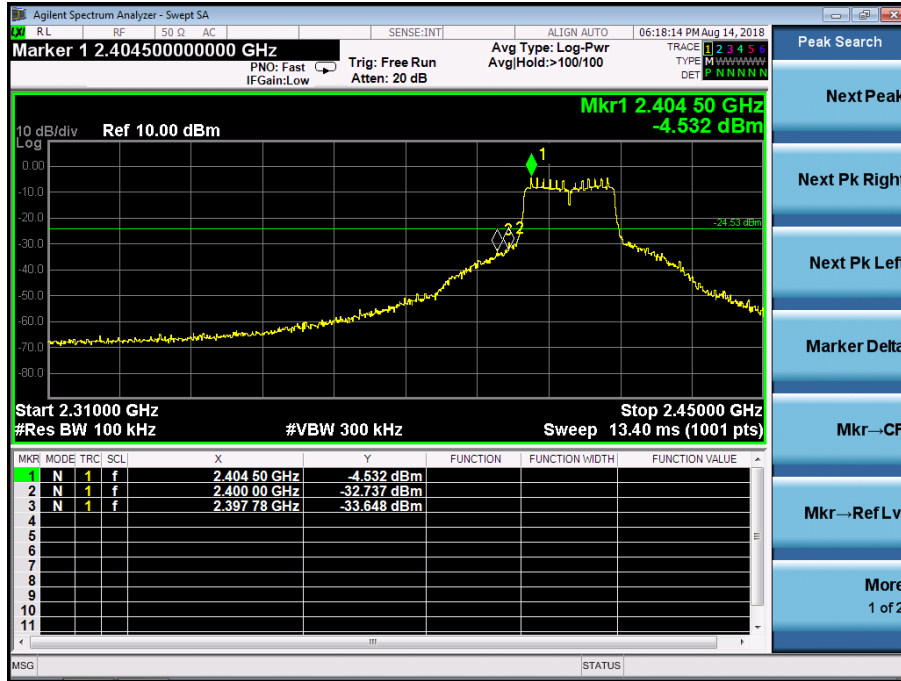 Agilent Spectrum Analyzer - Swept SA
LXI RL RF 50 Ω AC SENSE:INT ALIGN AUTO 06:18:14 PM Aug 14, 2018
Marker 1 2.404500000000 GHz
PNO: Fast
IFGain:Low
Trig: Free Run
Atten: 20 dB
Avg Type: Log-Pwr
Avg|Hold:>100/100
TRACE 1 2 3 4 5 6
TYPE M WWWWW
DET P N N N N N
Mkr1 2.404 50 GHz
-4.532 dBm
10 dB/div Ref 10.00 dBm
Log
1
0.00
-10.0
-20.0
-24.53 dBm
3 2
-30.0
-40.0
-50.0
-60.0
-70.0
-80.0
Start 2.31000 GHz Stop 2.45000 GHz
#Res BW 100 kHz #VBW 300 kHz Sweep 13.40 ms (1001 pts)
MKR MODE TRC SCL X Y FUNCTION FUNCTION WIDTH FUNCTION VALUE
1 N 1 f 2.404 50 GHz -4.532 dBm
2 N 1 f 2.400 00 GHz -32.737 dBm
3 N 1 f 2.397 78 GHz -33.648 dBm
4
5
6
7
8
9
10
11
MSG STATUS
Peak Search
Next Peak
Next Pk Right
Next Pk Left
Marker Delta
Mkr→CF
Mkr→Ref Lv
More
1 of 2